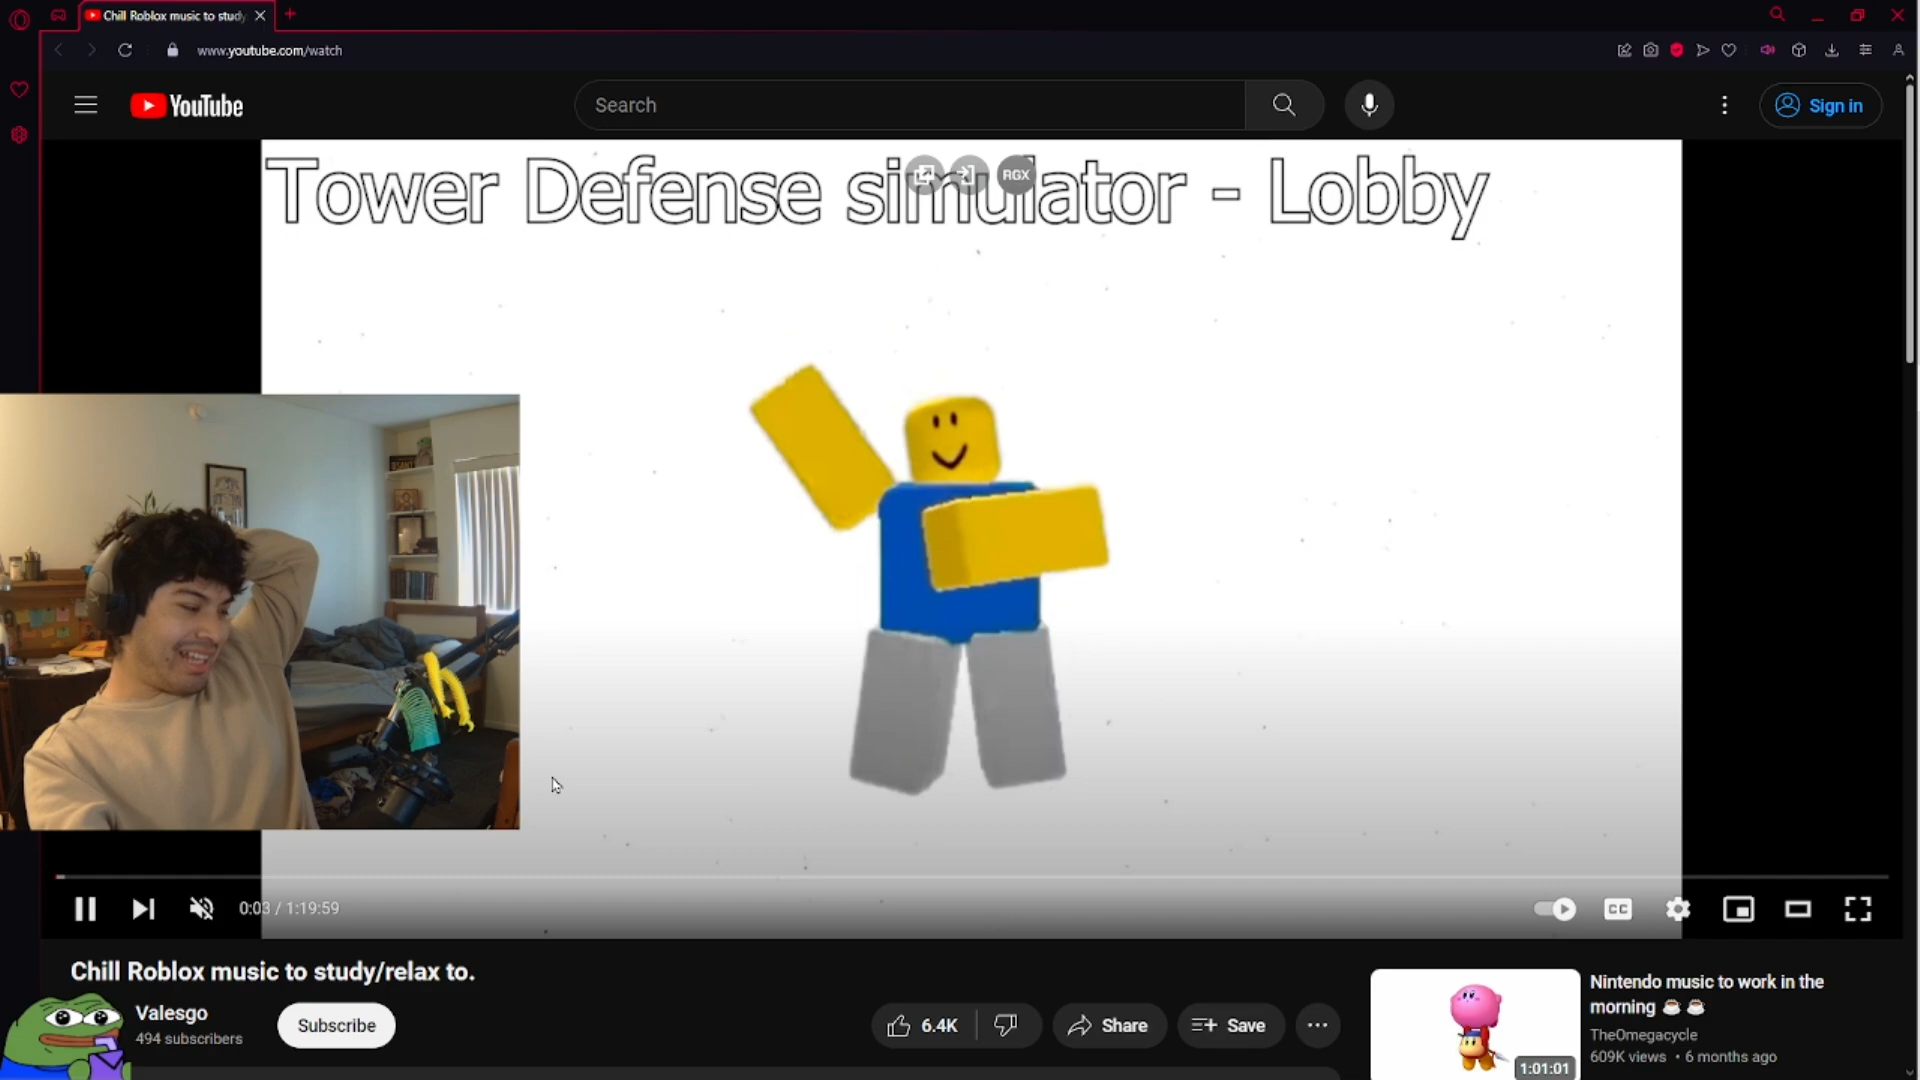 Chill Roblox music to study
www.youtube.com/watch
YouTube
Search
Sign in
Tower Defense simulator - Lobby
RGX
0:03 / 1:19:59
CC
Chill Roblox music to study/relax to.
Valesgo
494 subscribers
Subscribe
6.4K
Share
Save
Nintendo music to work in the
morning ☕ ☕
TheOmegacycle
609K views • 6 months ago
1:01:01